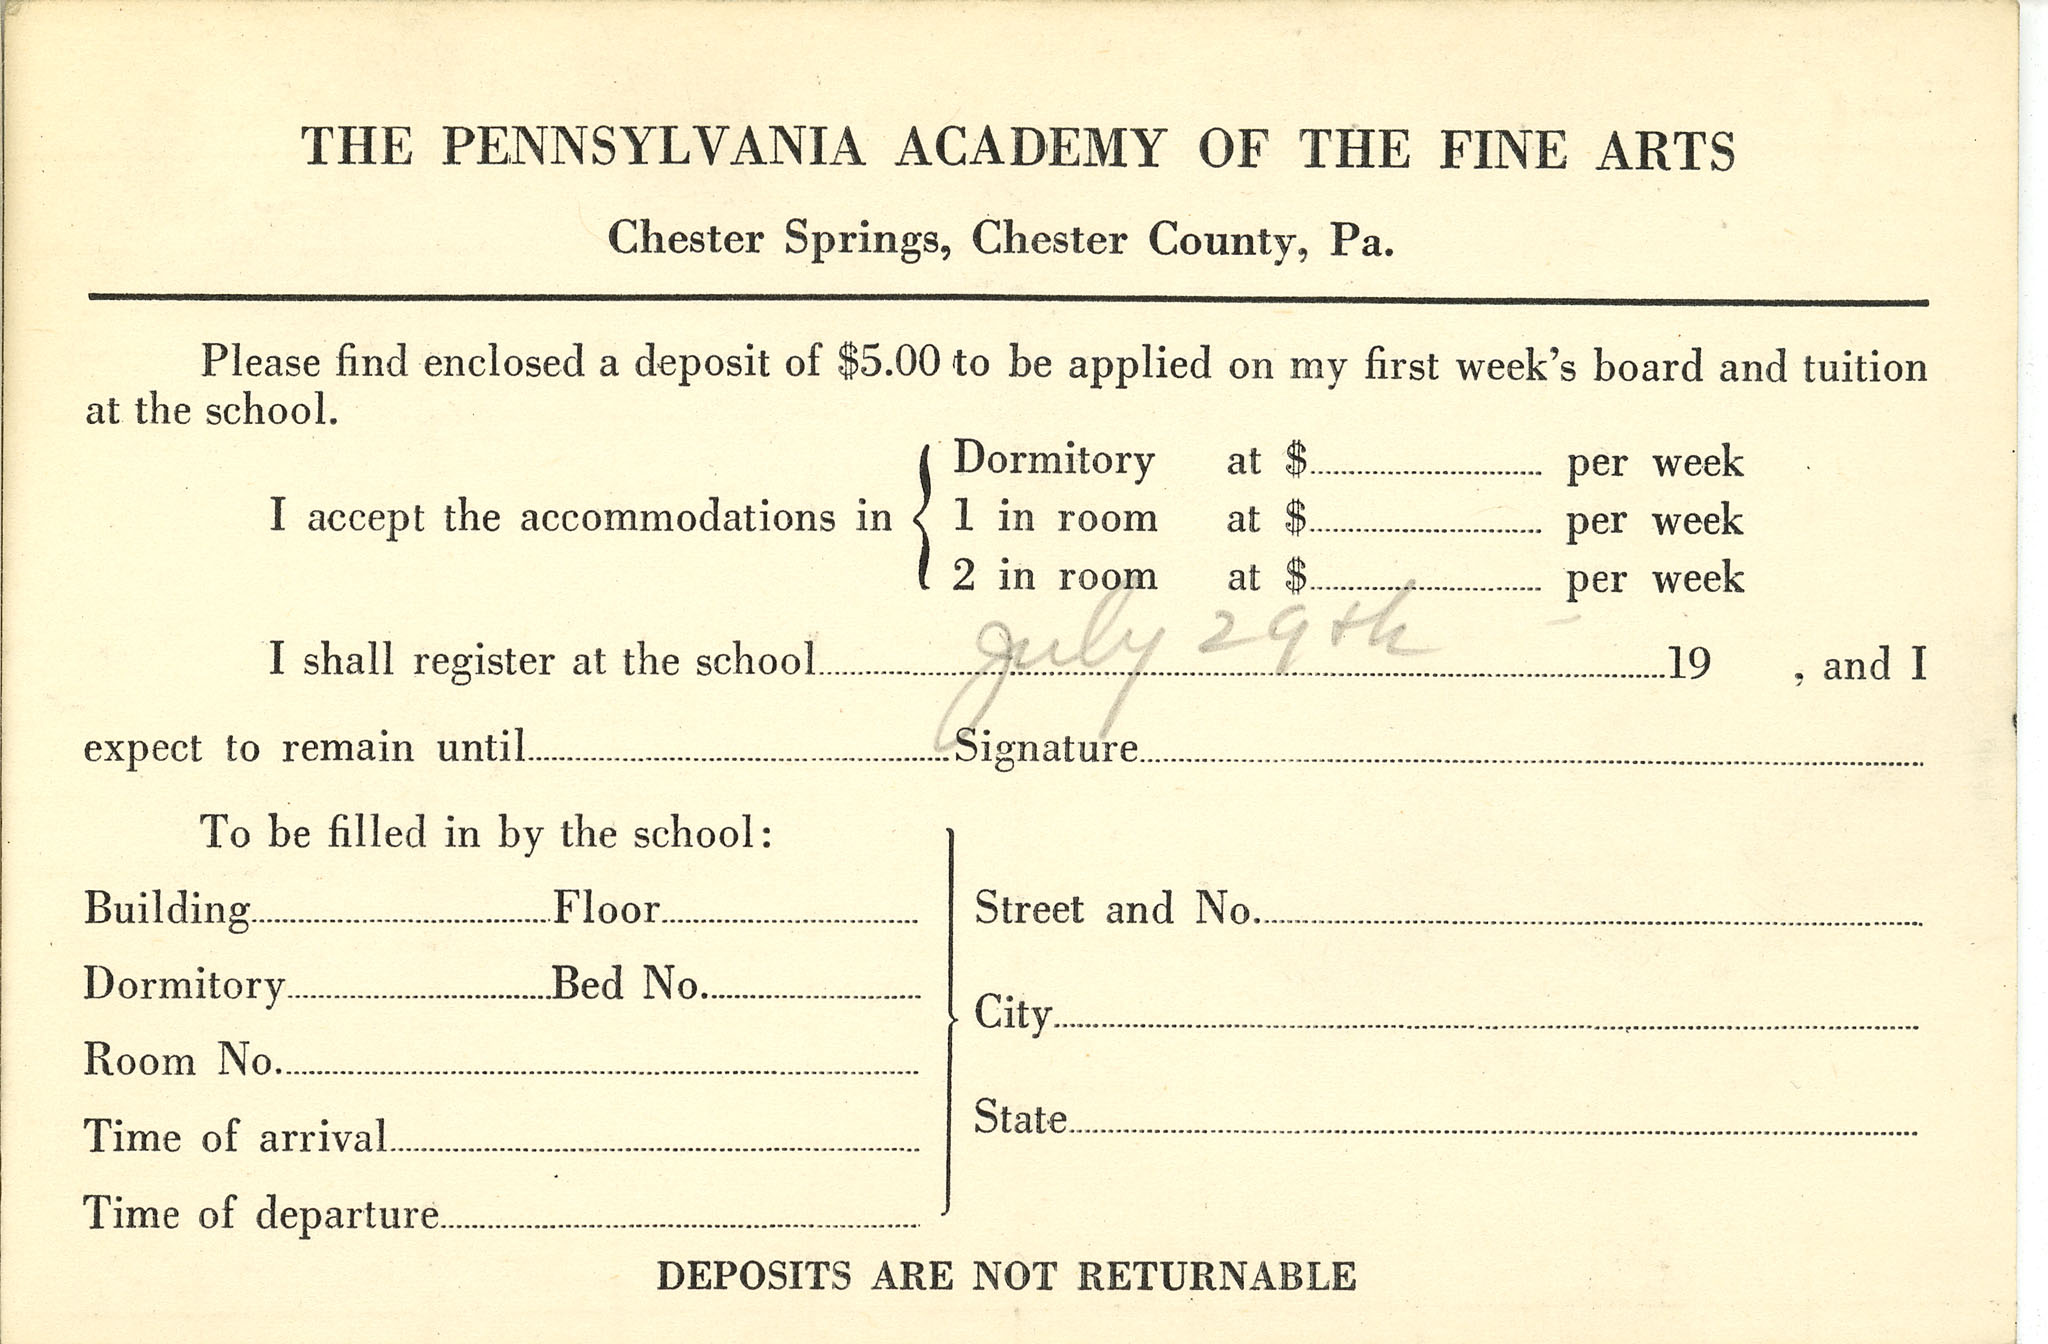 THE PENNSYLVANIA ACADEMY OF THE FINE ARTS
Chester Springs, Chester County, Pa.
Please find enclosed a deposit of $5.00 to be applied on my first week's board and tuition
at the school.
I accept the accommodations in
Dormitory at $ per week
1 in room at $ per week
2 in room at $ per week
I shall register at the school July 29th 19 , and I
expect to remain until Signature
To be filled in by the school:
Building Floor
Dormitory Bed No.
Room No.
Time of arrival
Time of departure
Street and No.
City
State
DEPOSITS ARE NOT RETURNABLE